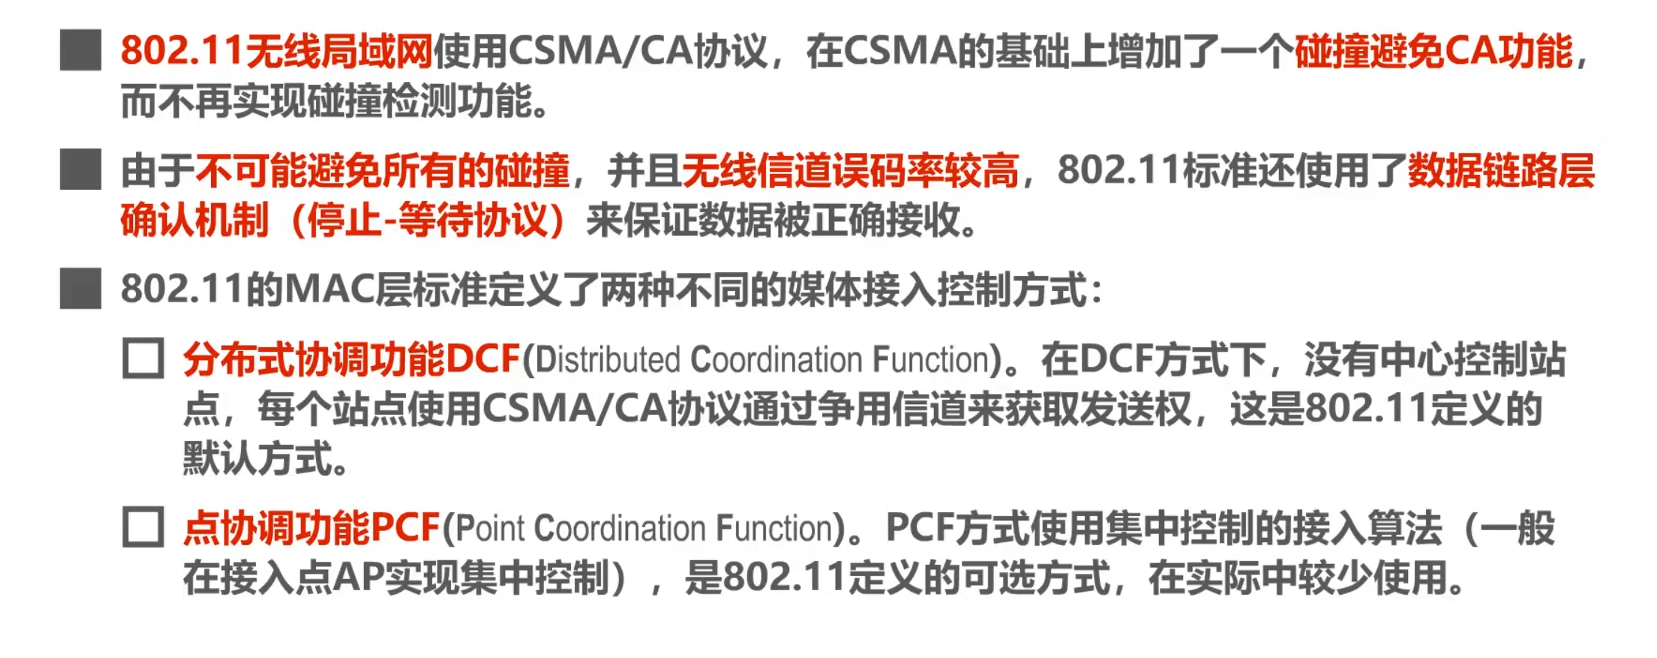 802.11无线局域网使用CSMA/CA协议，在CSMA的基础上增加了一个碰撞避免CA功能，
而不再实现碰撞检测功能。
由于不可能避免所有的碰撞，并且无线信道误码率较高，802.11标准还使用了数据链路层
确认机制（停止-等待协议）来保证数据被正确接收。
802.11的MAC层标准定义了两种不同的媒体接入控制方式：
分布式协调功能DCF(Distributed Coordination Function)。在DCF方式下，没有中心控制站
点，每个站点使用CSMA/CA协议通过争用信道来获取发送权，这是802.11定义的
默认方式。
点协调功能PCF(Point Coordination Function)。PCF方式使用集中控制的接入算法（一般
在接入点AP实现集中控制），是802.11定义的可选方式，在实际中较少使用。